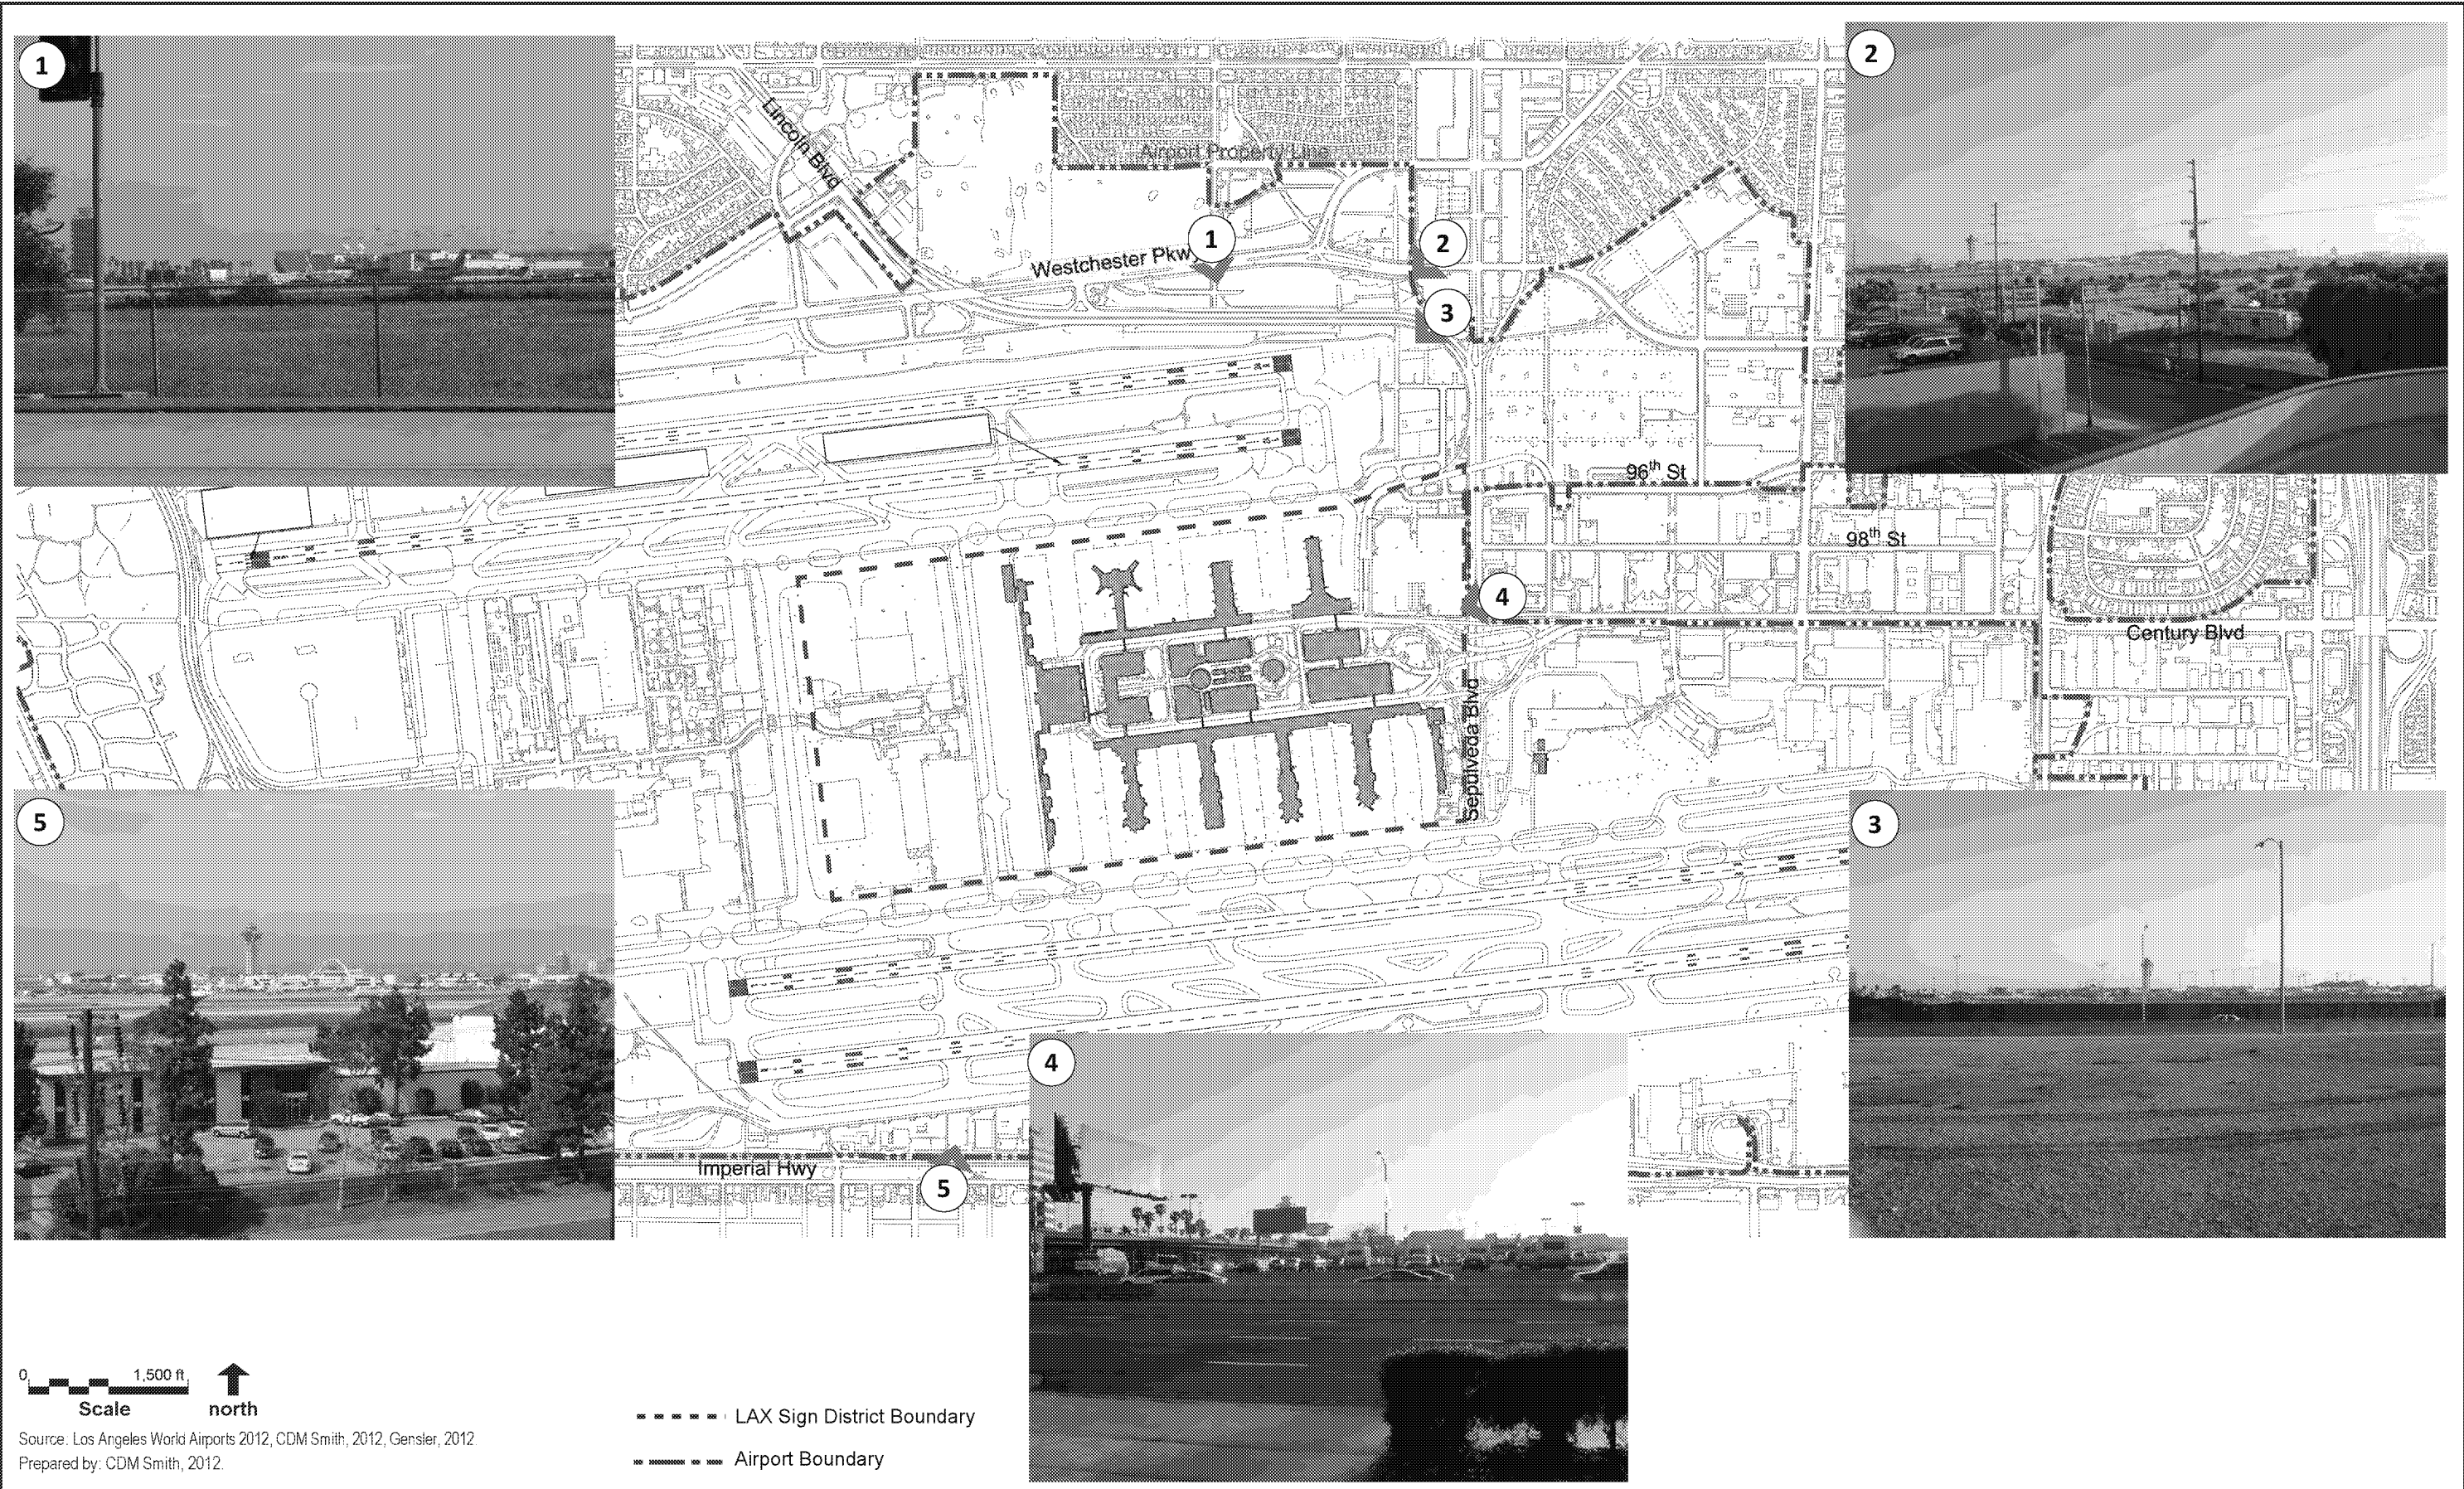 1
2
Lincoln Blvd
Airport Property Line
1
Westchester Pkwy
2
3
96th St
98th St
4
Century Blvd
Sepulveda Blvd
5
3
4
Imperial Hwy
5
0 1,500 ft
Scale
north
LAX Sign District Boundary
Airport Boundary
Source: Los Angeles World Airports 2012, CDM Smith, 2012, Gensler, 2012.
Prepared by: CDM Smith, 2012.